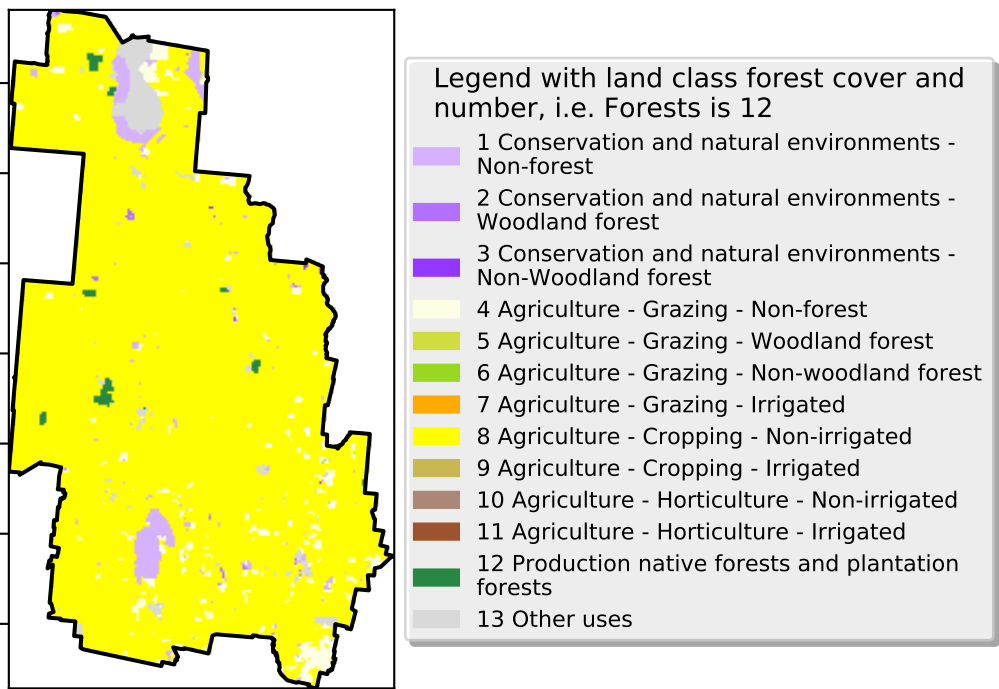 Legend with land class forest cover and
number, i.e. Forests is 12
1 Conservation and natural environments -
Non-forest
2 Conservation and natural environments -
Woodland forest
3 Conservation and natural environments -
Non-Woodland forest
4 Agriculture - Grazing - Non-forest
5 Agriculture - Grazing - Woodland forest
6 Agriculture - Grazing - Non-woodland forest
7 Agriculture - Grazing - Irrigated
8 Agriculture - Cropping - Non-irrigated
9 Agriculture - Cropping - Irrigated
10 Agriculture - Horticulture - Non-irrigated
11 Agriculture - Horticulture - Irrigated
12 Production native forests and plantation
forests
13 Other uses